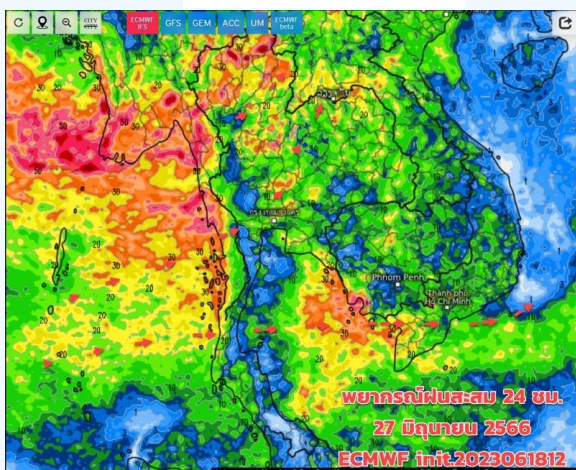 CITY
CITY
ECMWF IFS
GFS
GEM
ACC
UM
ECMWF beta
Phnom Penh
Thành phố
Hồ Chí Minh
พยากรณ์ฝนสะสม 24 ชม.
27 มิถุนายน 2566
ECMWF init.2023061812